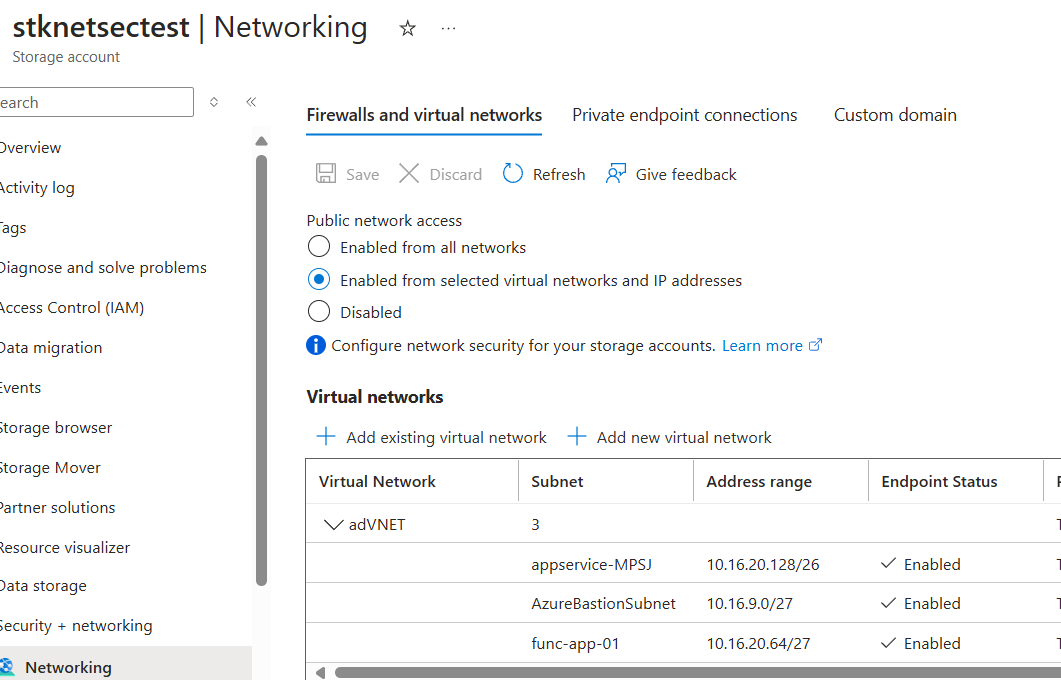 stknetsectest | Networking
Storage account
earch
Overview
Activity log
Tags
Diagnose and solve problems
Access Control (IAM)
Data migration
Events
Storage browser
Storage Mover
Partner solutions
Resource visualizer
Data storage
Security + networking
Networking
Firewalls and virtual networks Private endpoint connections Custom domain
Save Discard Refresh Give feedback
Public network access
Enabled from all networks
Enabled from selected virtual networks and IP addresses
Disabled
Configure network security for your storage accounts. Learn more
Virtual networks
Add existing virtual network Add new virtual network
Virtual Network Subnet Address range Endpoint Status
adVNET 3
appservice-MPSJ 10.16.20.128/26 Enabled
AzureBastionSubnet 10.16.9.0/27 Enabled
func-app-01 10.16.20.64/27 Enabled